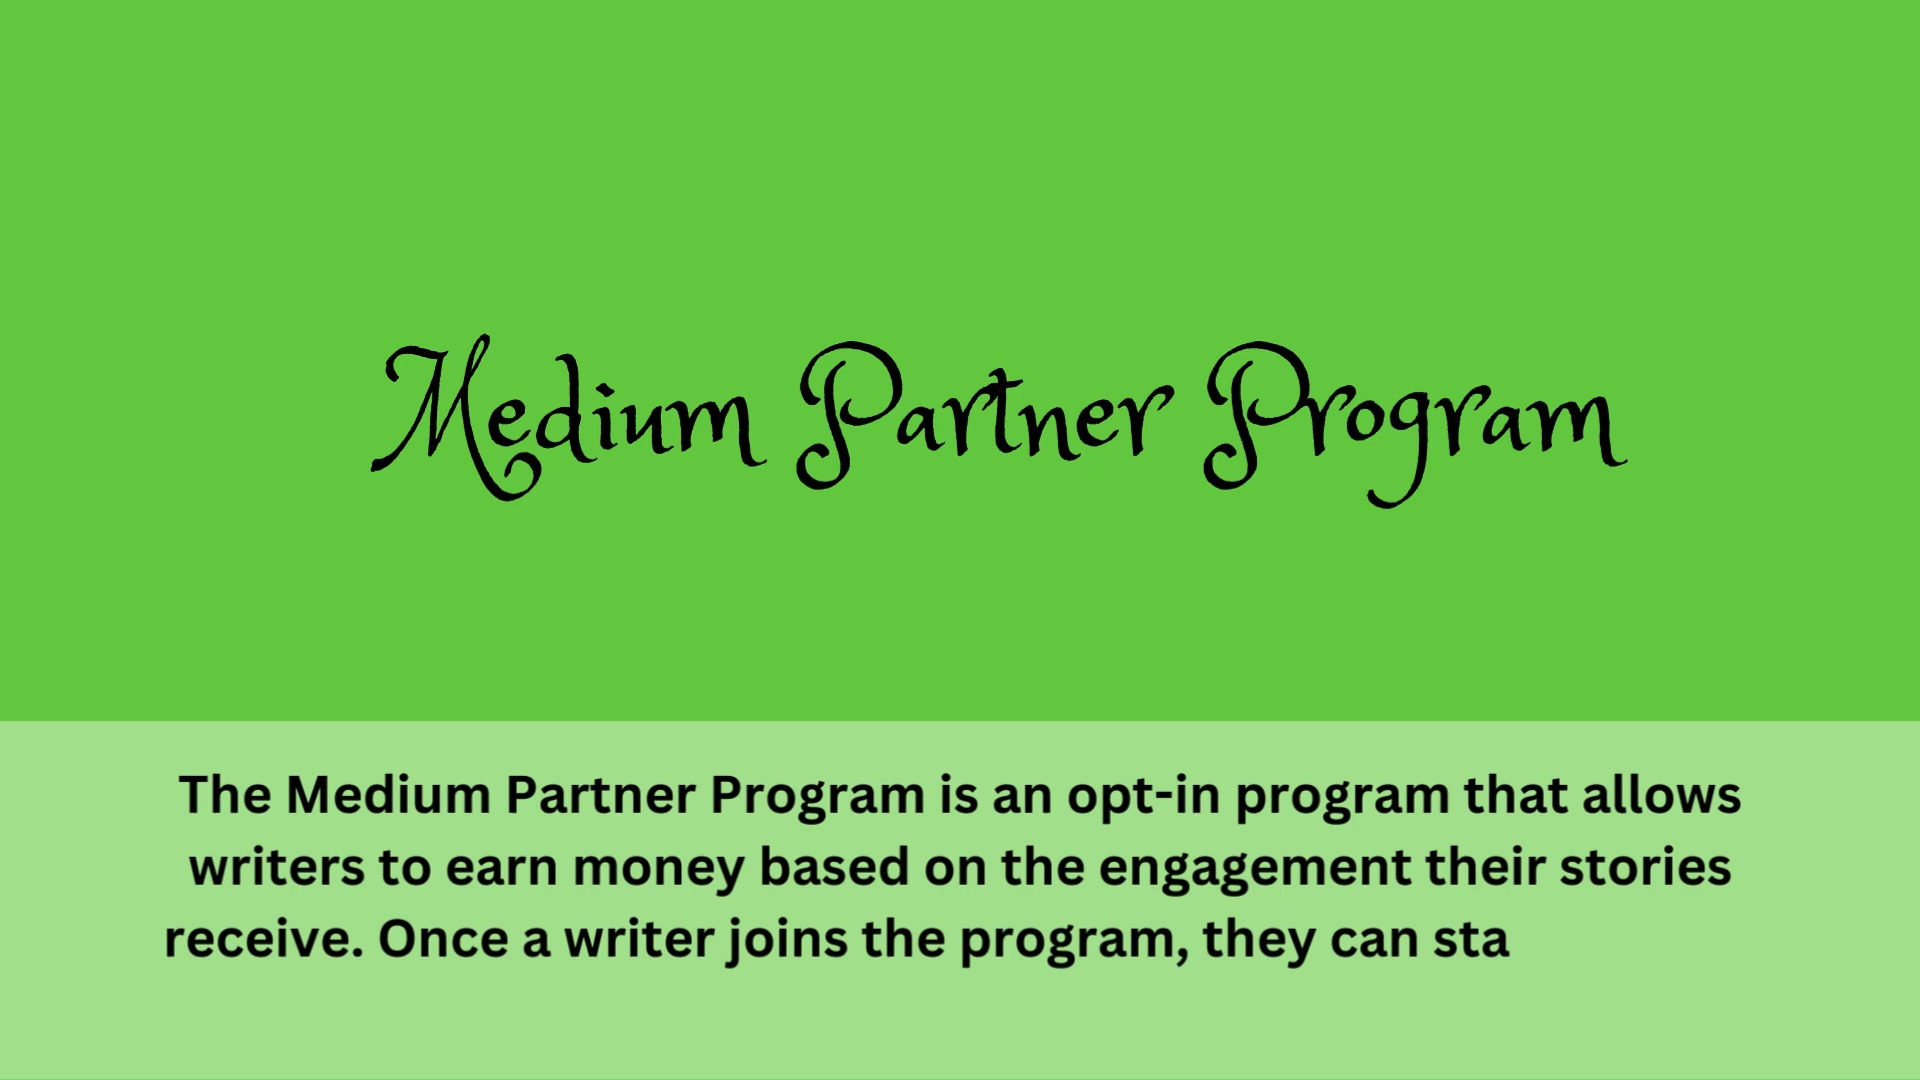 Medium Partner Program
The Medium Partner Program is an opt-in program that allows
writers to earn money based on the engagement their stories
receive. Once a writer joins the program, they can sta